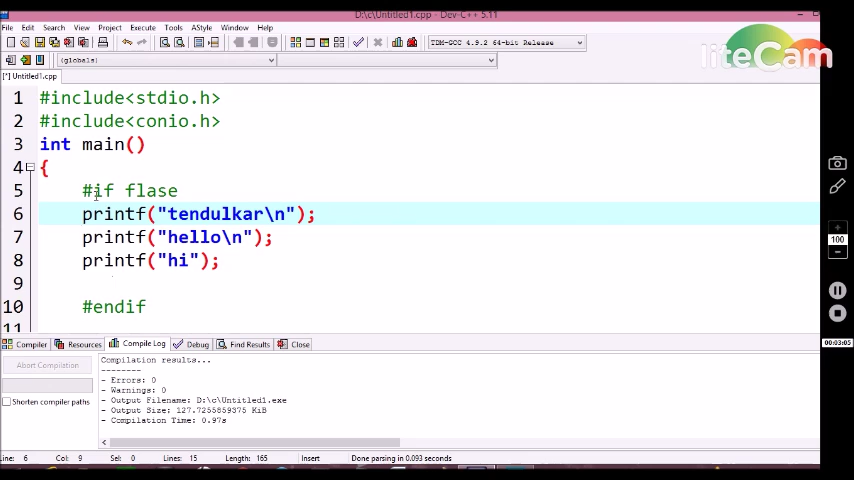 D:\c\Untitled1.cpp - Dev-C++ 5.11
File Edit Search View Project Execute Tools AStyle Window Help
TDM-GCC 4.9.2 64-bit Release
(globals)
liteCam
[*] Untitled1.cpp
1 #include<stdio.h>
2 #include<conio.h>
3 int main()
4 {
5 #if flase
6 printf("tendulkar\n");
7 printf("hello\n");
8 printf("hi");
9
10 #endif
11
100
00:03:05
Compiler Resources Compile Log Debug Find Results Close
Abort Compilation
Shorten compiler paths
Compilation results...
--------
- Errors: 0
- Warnings: 0
- Output Filename: D:\c\Untitled1.exe
- Output Size: 127.7255859375 KiB
- Compilation Time: 0.97s
Line: 6 Col: 9 Sel: 0 Lines: 15 Length: 165 Insert Done parsing in 0.093 seconds